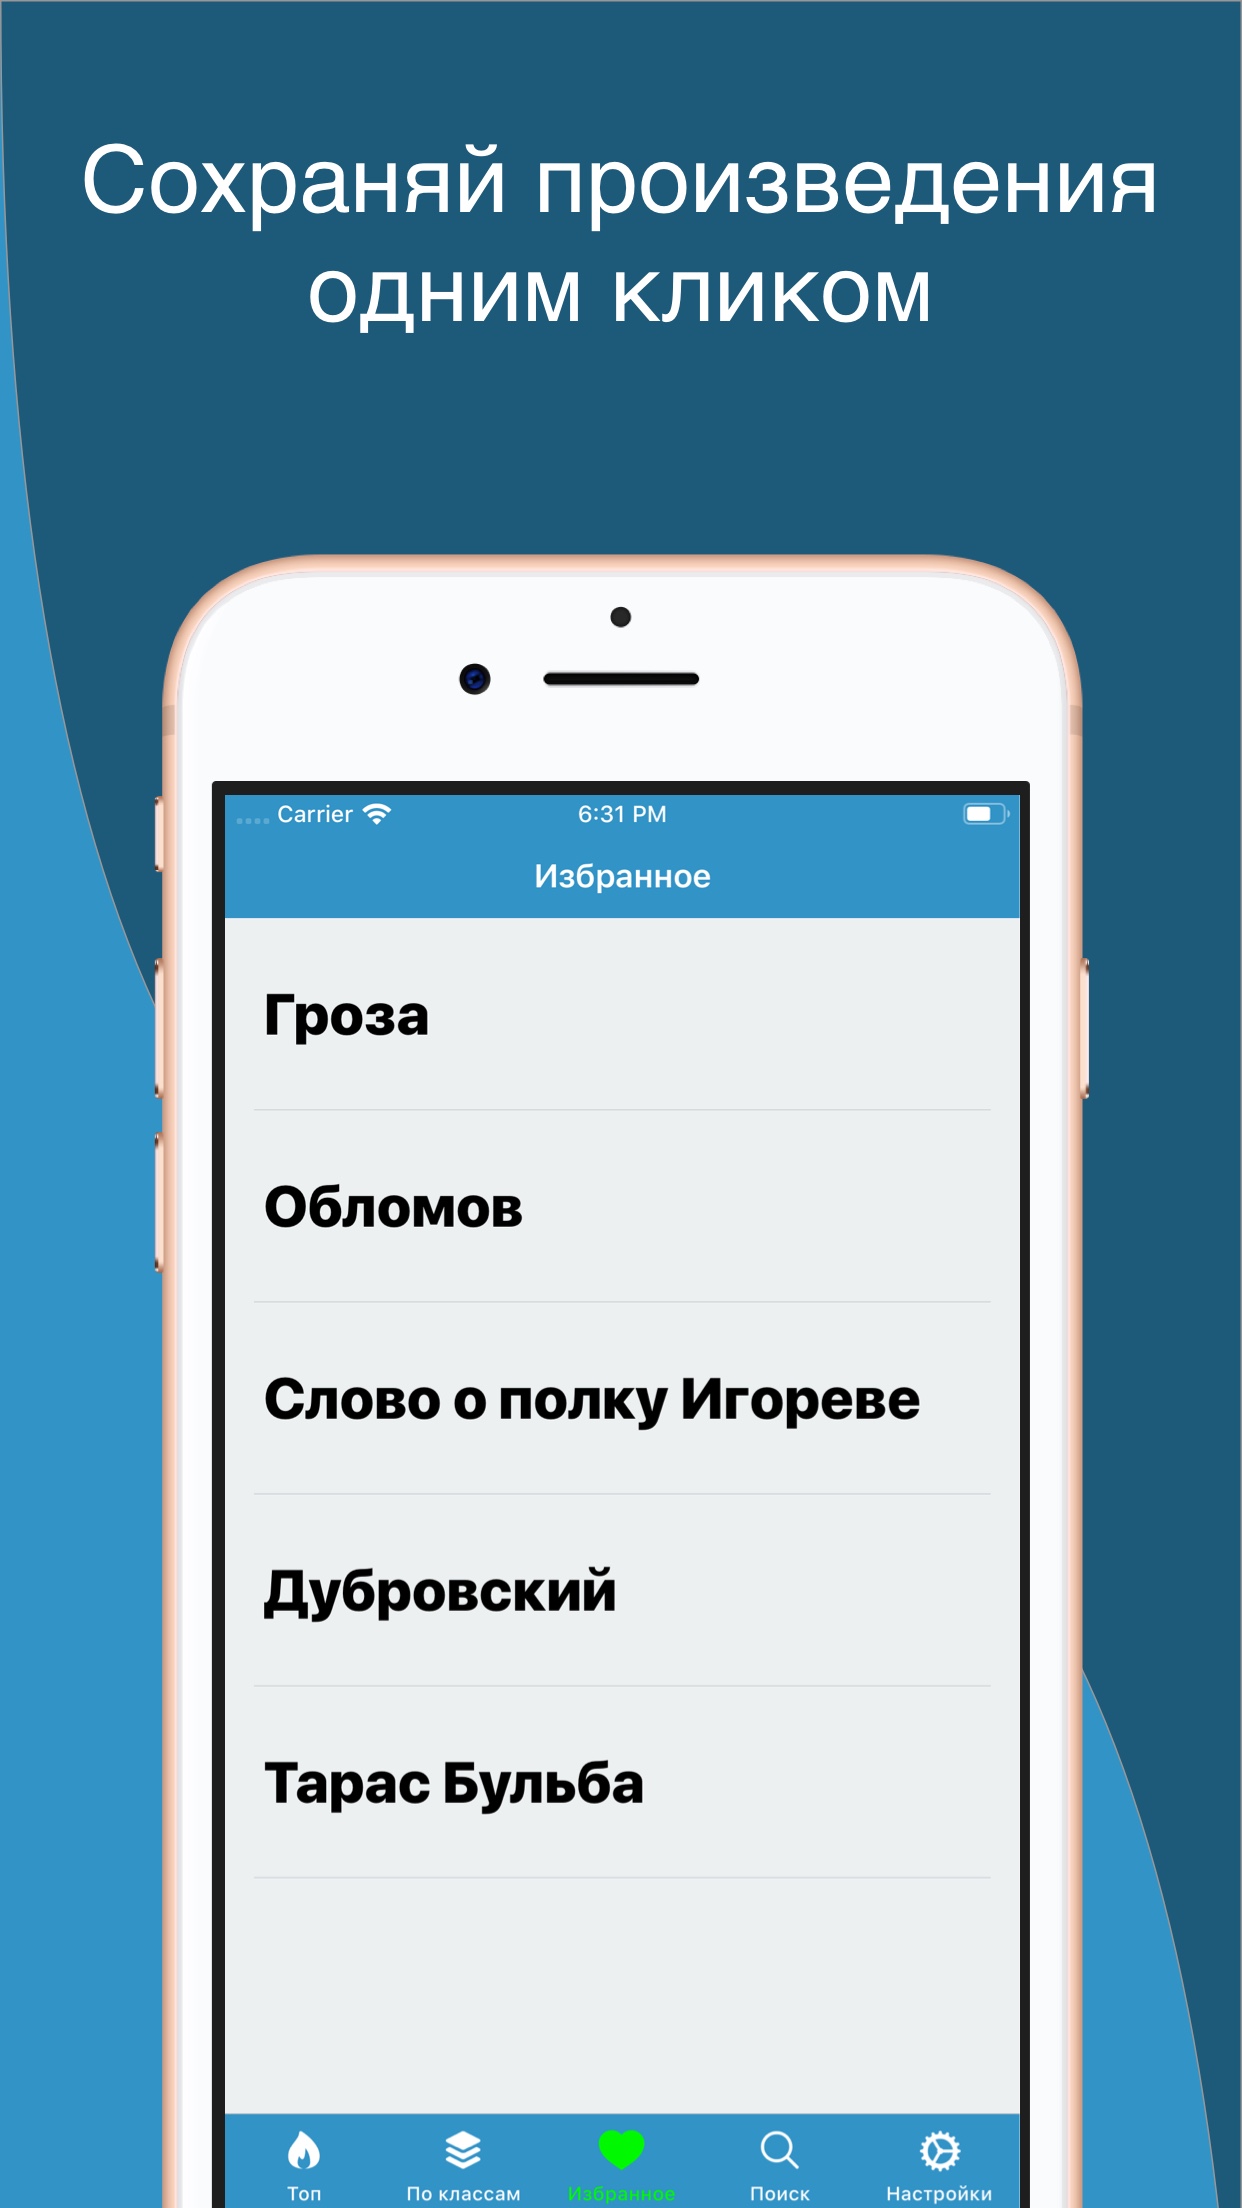 Сохраняй произведения
одним кликом
Carrier 6:31 PM
Избранное
Гроза
Обломов
Слово о полку Игореве
Дубровский
Тарас Бульба
Топ По классам Избранное Поиск Настройки